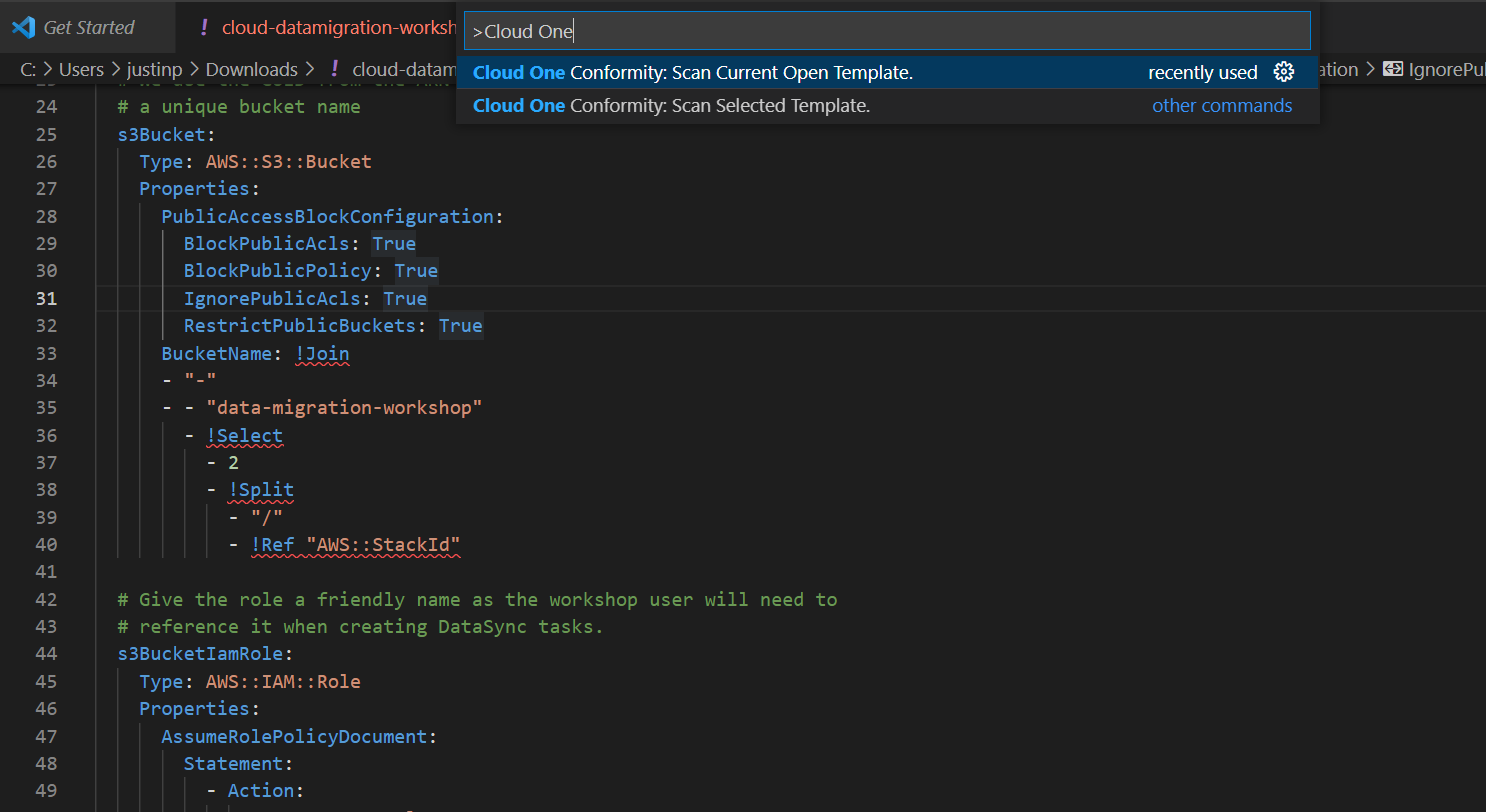 Get Started
! cloud-datamigration-worksh
>Cloud One
C: > Users > justinp > Downloads > ! cloud-datam
ation > IgnorePul
Cloud One Conformity: Scan Current Open Template. recently used
Cloud One Conformity: Scan Selected Template. other commands
24 # a unique bucket name
25 s3Bucket:
26 Type: AWS::S3::Bucket
27 Properties:
28 PublicAccessBlockConfiguration:
29 BlockPublicAcls: True
30 BlockPublicPolicy: True
31 IgnorePublicAcls: True
32 RestrictPublicBuckets: True
33 BucketName: !Join
34 - "-"
35 - - "data-migration-workshop"
36 - !Select
37 - 2
38 - !Split
39 - "/"
40 - !Ref "AWS::StackId"
41
42 # Give the role a friendly name as the workshop user will need to
43 # reference it when creating DataSync tasks.
44 s3BucketIamRole:
45 Type: AWS::IAM::Role
46 Properties:
47 AssumeRolePolicyDocument:
48 Statement:
49 - Action: